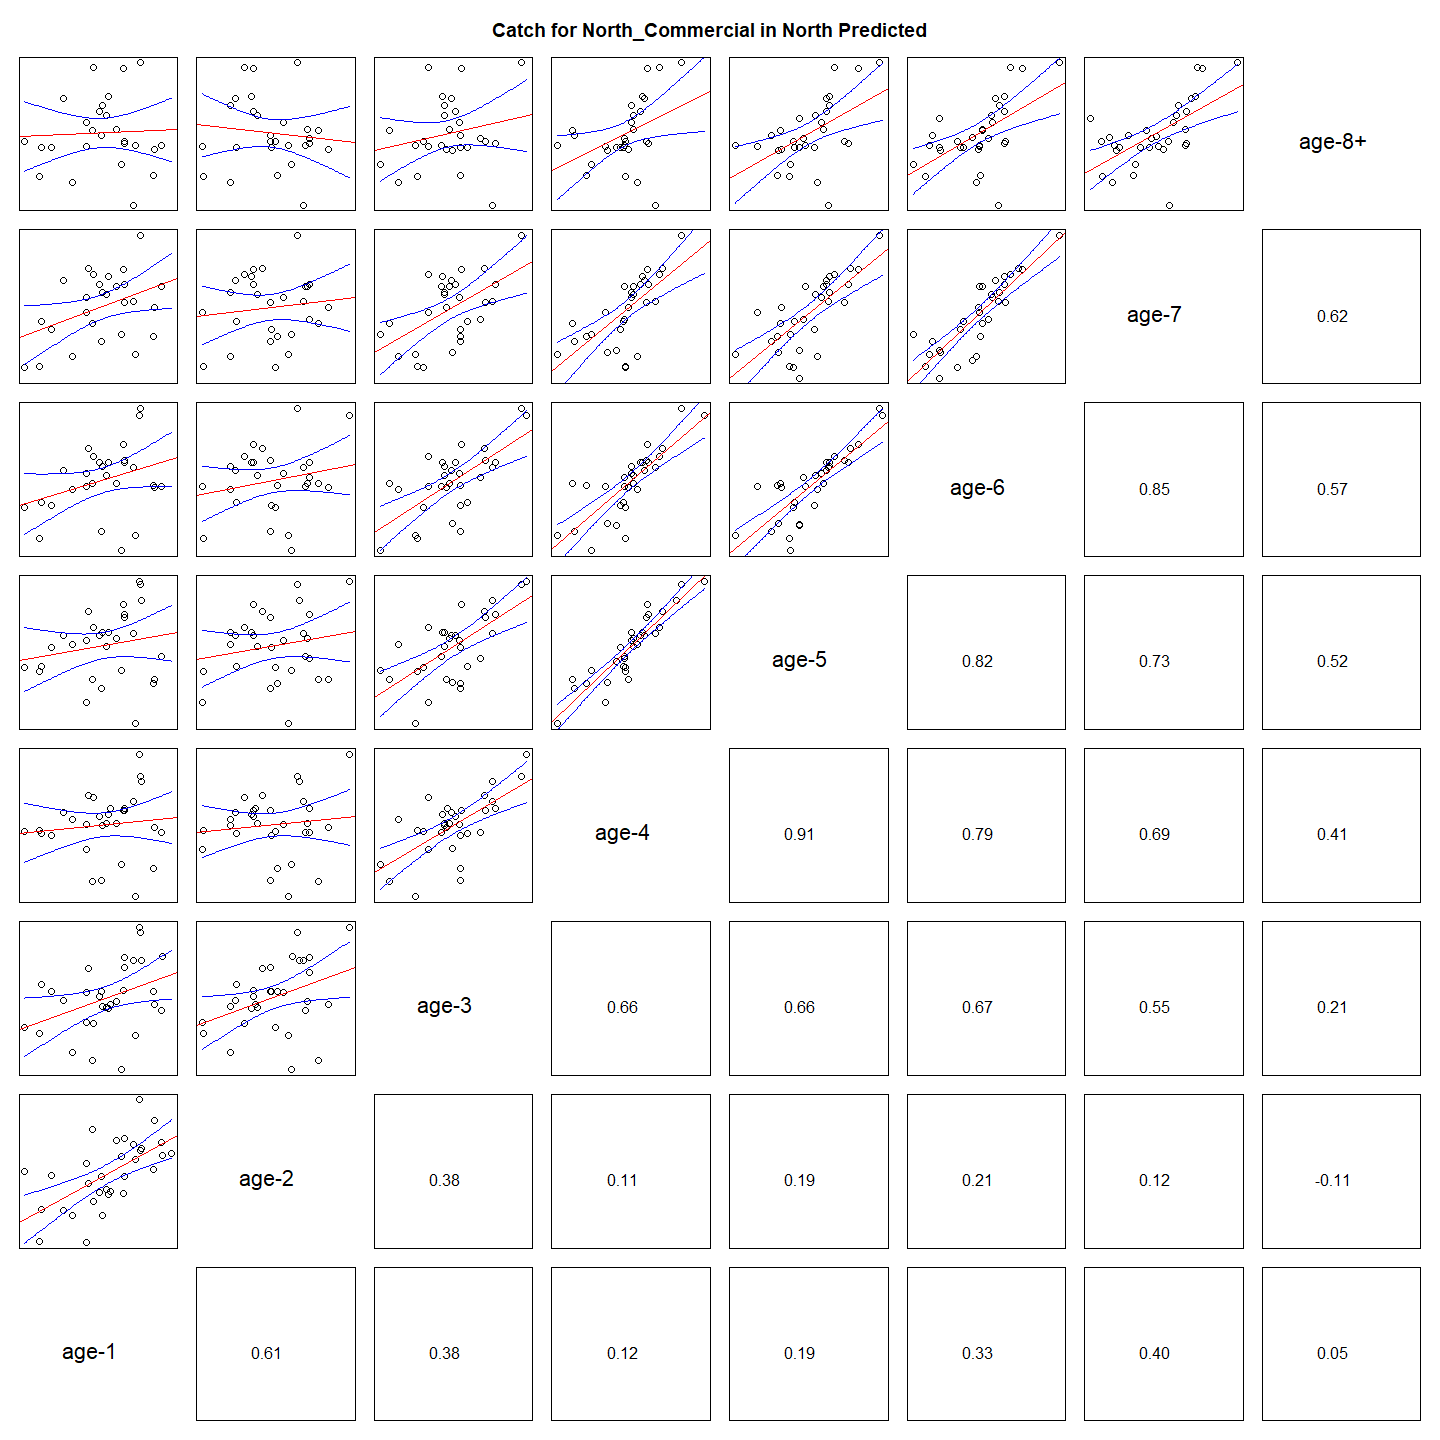 Catch for North_Commercial in North Predicted
age-8+
age-7 0.62
age-6 0.85 0.57
age-5 0.82 0.73 0.52
age-4 0.91 0.79 0.69 0.41
age-3 0.66 0.66 0.67 0.55 0.21
age-2 0.38 0.11 0.19 0.21 0.12 -0.11
age-1 0.61 0.38 0.12 0.19 0.33 0.40 0.05